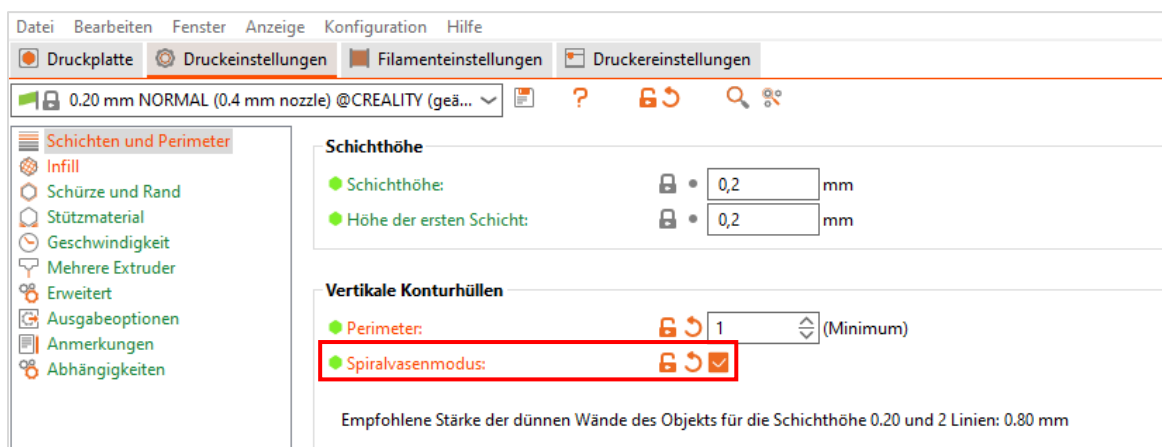 Datei Bearbeiten Fenster Anzeige Konfiguration Hilfe
Druckplatte Druckeinstellungen Filamenteinstellungen Druckereinstellungen
0.20 mm NORMAL (0.4 mm nozzle) @CREALITY (geä...
?
Schichten und Perimeter
Infill
Schürze und Rand
Stützmaterial
Geschwindigkeit
Mehrere Extruder
Erweitert
Ausgabeoptionen
Anmerkungen
Abhängigkeiten
Schichthöhe
Schichthöhe: 0,2 mm
Höhe der ersten Schicht: 0,2 mm
Vertikale Konturhüllen
Perimeter: 1 (Minimum)
Spiralvasenmodus:
Empfohlene Stärke der dünnen Wände des Objekts für die Schichthöhe 0.20 und 2 Linien: 0.80 mm